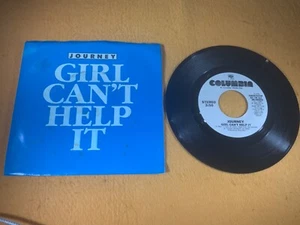 JOURNEY
GIRL
CAN'T
HELP
IT
COLUMBIA
STEREO
JOURNEY
GIRL CAN'T HELP IT